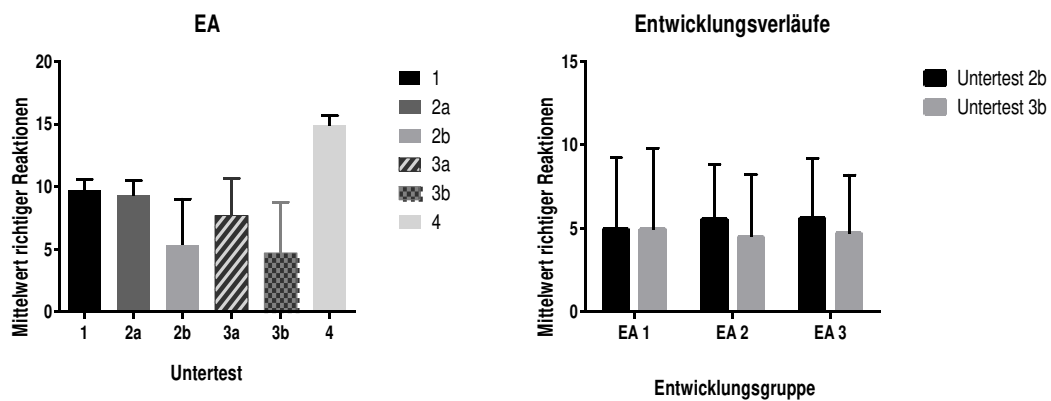 EA
Mittelwert richtiger Reaktionen
20
15
10
5
0
1 2a 2b 3a 3b 4
Untertest
1
2a
2b
3a
3b
4
Entwicklungsverläufe
Mittelwert richtiger Reaktionen
15
10
5
0
EA 1 EA 2 EA 3
Entwicklungsgruppe
Untertest 2b
Untertest 3b